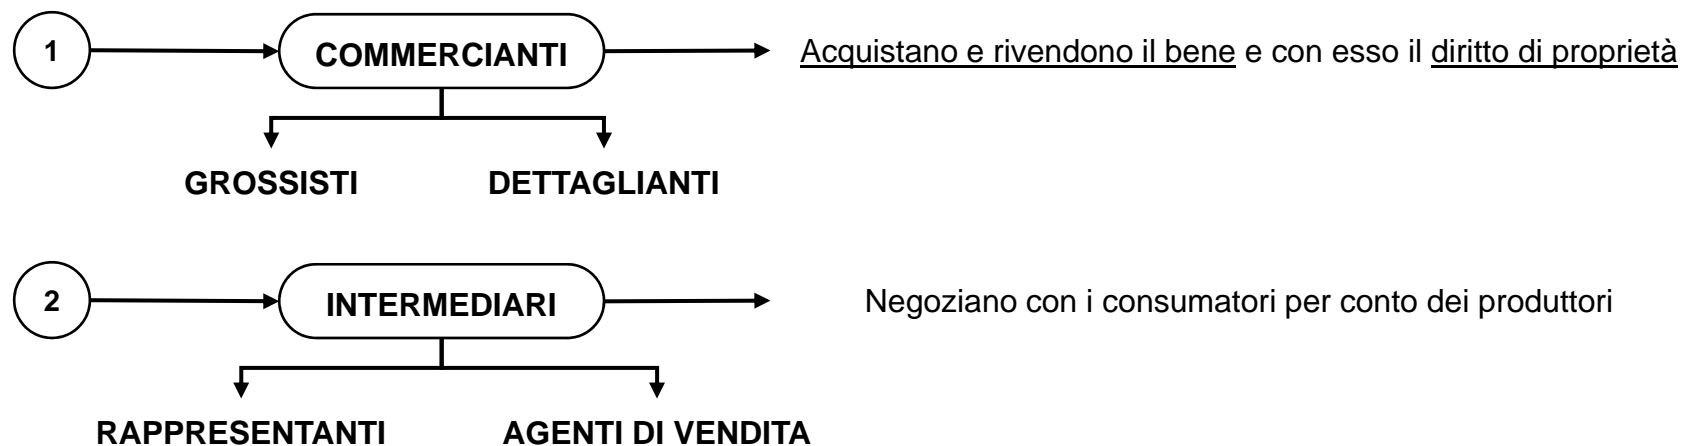 1
COMMERCIANTI
Acquistano e rivendono il bene e con esso il diritto di proprietà
GROSSISTI
DETTAGLIANTI
2
INTERMEDIARI
Negoziano con i consumatori per conto dei produttori
RAPPRESENTANTI
AGENTI DI VENDITA